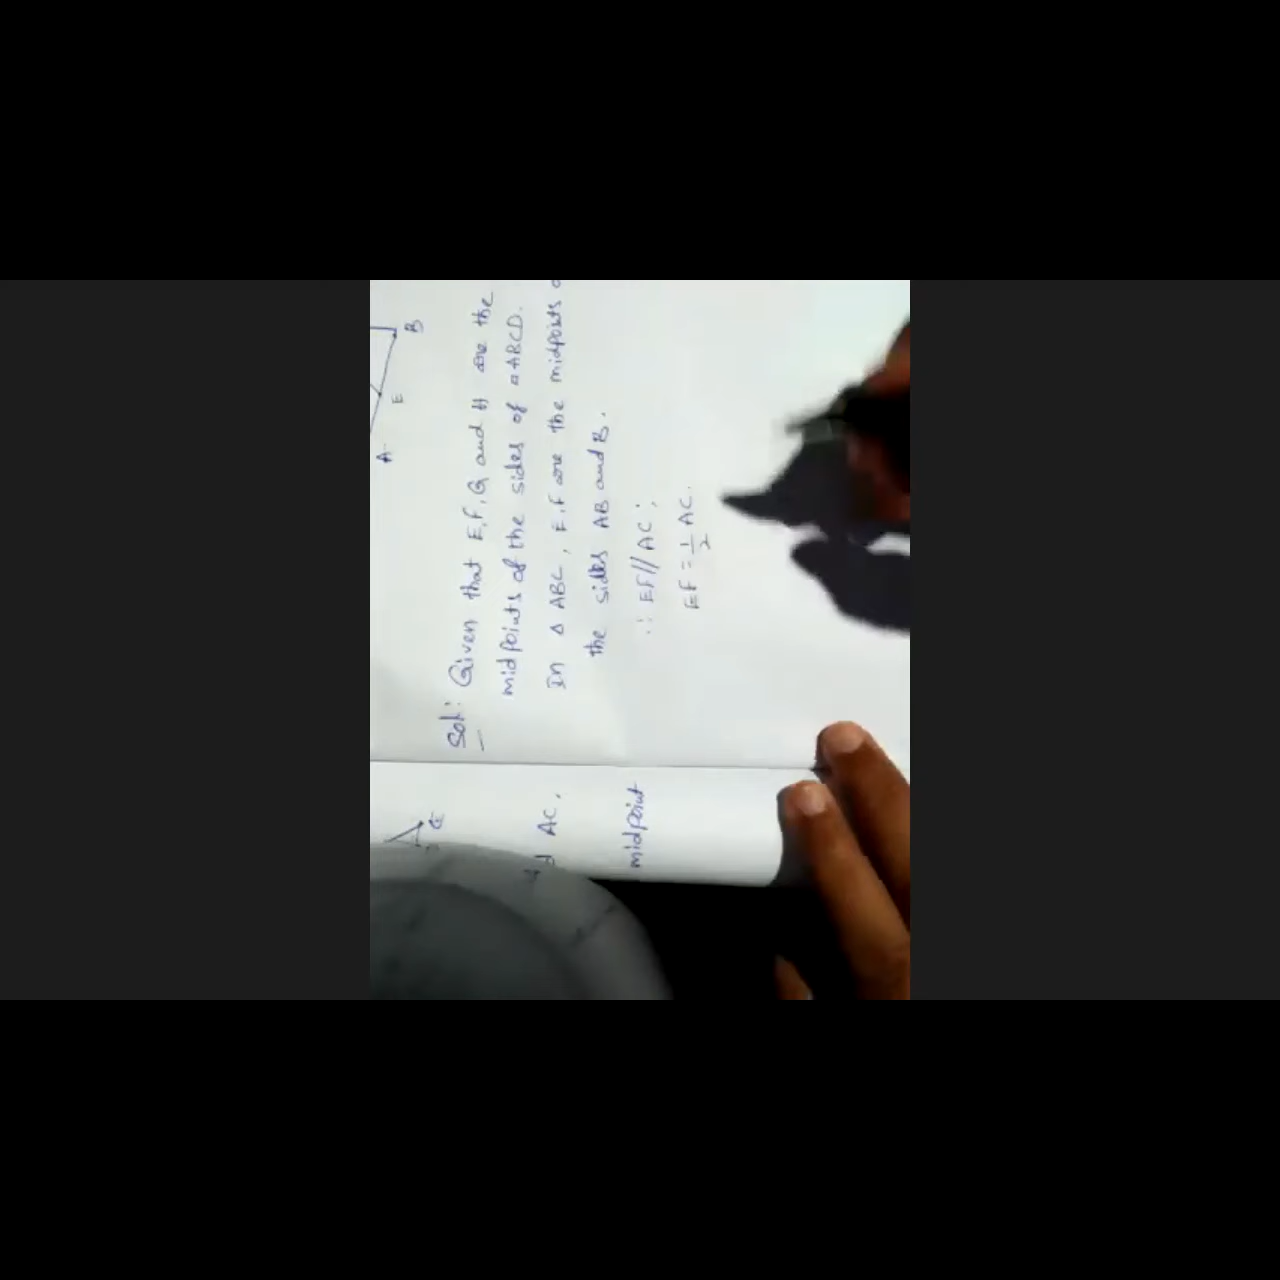 B
E
A
Sol: Given that E, F, G and H are the
midpoints of the sides of ▱ABCD.
In Δ ABC, E, F are the midpoints
the sides AB and B.
∴ EF // AC;
EF = 1/2 AC.
AC,
midpoint